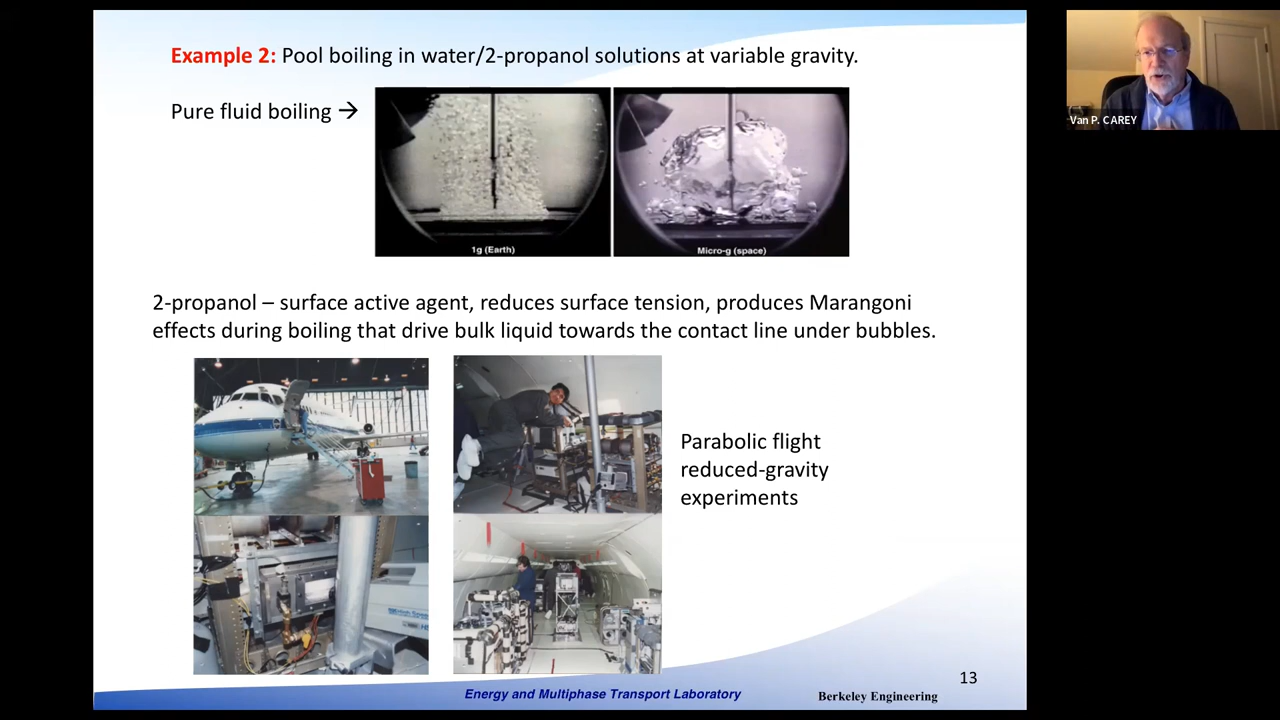 Example 2: Pool boiling in water/2-propanol solutions at variable gravity.
Pure fluid boiling →
1g (Earth)
Micro-g (space)
2-propanol – surface active agent, reduces surface tension, produces Marangoni
effects during boiling that drive bulk liquid towards the contact line under bubbles.
Parabolic flight
reduced-gravity
experiments
13
Energy and Multiphase Transport Laboratory
Berkeley Engineering
Van P. CAREY